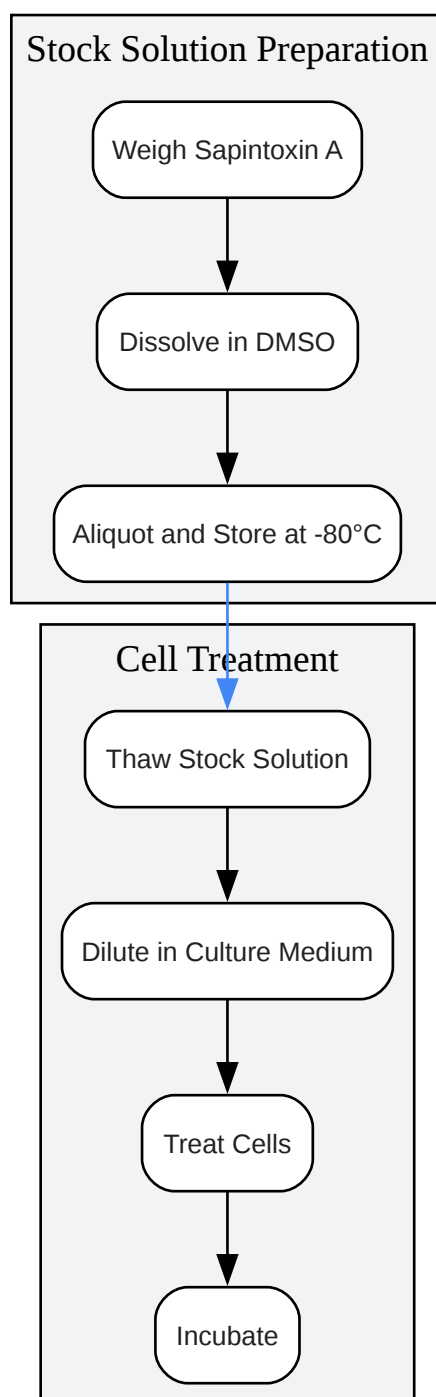 Stock Solution Preparation
Weigh Sapintoxin A
Dissolve in DMSO
Aliquot and Store at -80°C
Cell Treatment
Thaw Stock Solution
Dilute in Culture Medium
Treat Cells
Incubate